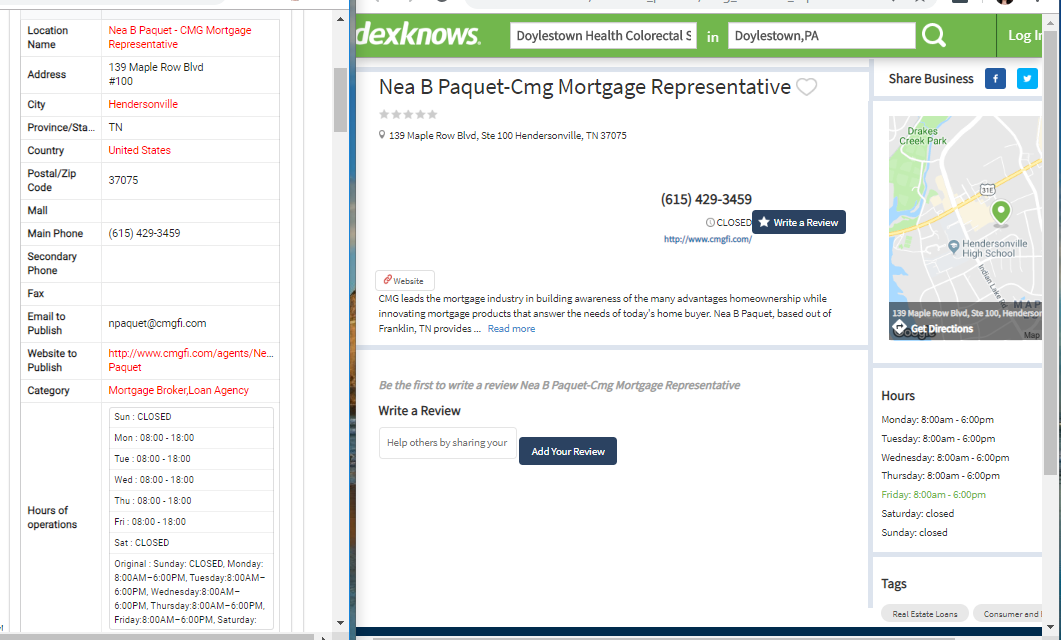 Location Name
Nea B Paquet - CMG Mortgage Representative
Address
139 Maple Row Blvd
#100
City
Hendersonville
Province/Sta...
TN
Country
United States
Postal/Zip Code
37075
Mall
Main Phone
(615) 429-3459
Secondary Phone
Fax
Email to Publish
npaquet@cmgfi.com
Website to Publish
http://www.cmgfi.com/agents/Ne...
Paquet
Category
Mortgage Broker,Loan Agency
Hours of operations
Sun : CLOSED
Mon : 08:00 - 18:00
Tue : 08:00 - 18:00
Wed : 08:00 - 18:00
Thu : 08:00 - 18:00
Fri : 08:00 - 18:00
Sat : CLOSED
Original : Sunday: CLOSED, Monday:
8:00AM–6:00PM, Tuesday:8:00AM–
6:00PM, Wednesday:8:00AM–
6:00PM, Thursday:8:00AM–6:00PM,
Friday:8:00AM–6:00PM, Saturday:
dexknows.
Doylestown Health Colorectal S
in
Doylestown,PA
Log In
Nea B Paquet-Cmg Mortgage Representative
139 Maple Row Blvd, Ste 100 Hendersonville, TN 37075
(615) 429-3459
CLOSED
Write a Review
http://www.cmgfi.com/
Website
CMG leads the mortgage industry in building awareness of the many advantages homeownership while
innovating mortgage products that answer the needs of today's home buyer. Nea B Paquet, based out of
Franklin, TN provides ... Read more
Be the first to write a review Nea B Paquet-Cmg Mortgage Representative
Write a Review
Help others by sharing your
Add Your Review
Share Business
Drakes
Creek Park
31E
Hendersonville
High School
Indian Lake
MAP
139 Maple Row Blvd, Ste 100, Henderson
Get Directions
Google
Map
Hours
Monday: 8:00am - 6:00pm
Tuesday: 8:00am - 6:00pm
Wednesday: 8:00am - 6:00pm
Thursday: 8:00am - 6:00pm
Friday: 8:00am - 6:00pm
Saturday: closed
Sunday: closed
Tags
Real Estate Loans
Consumer and